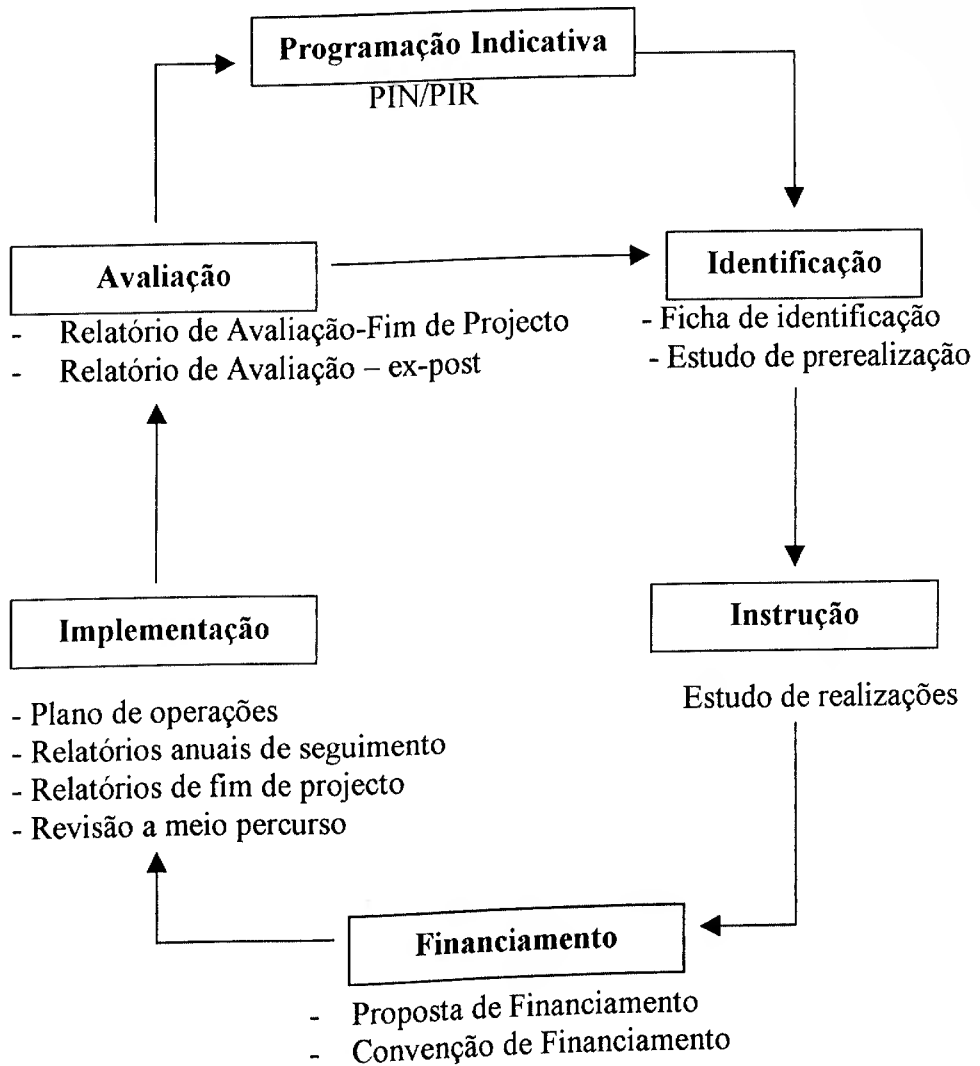 Programação Indicativa
PIN/PIR
Avaliação
- Relatório de Avaliação-Fim de Projecto
- Relatório de Avaliação – ex-post
Identificação
- Ficha de identificação
- Estudo de prerealização
Implementação
- Plano de operações
- Relatórios anuais de seguimento
- Relatórios de fim de projecto
- Revisão a meio percurso
Instrução
Estudo de realizações
Financiamento
- Proposta de Financiamento
- Convenção de Financiamento